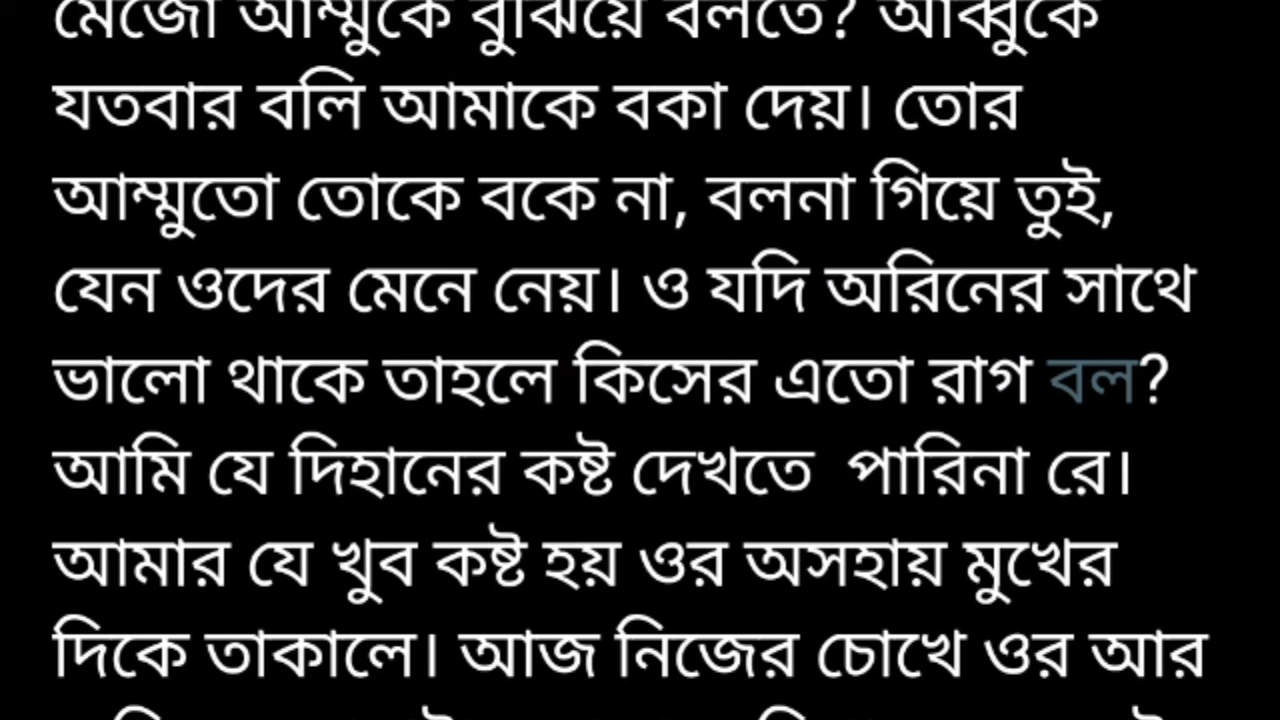 মেজো আম্মুকে বুঝিয়ে বলতে? আব্বুকে
যতবার বলি আমাকে বকা দেয়। তোর
আম্মুতো তোকে বকে না, বলনা গিয়ে তুই,
যেন ওদের মেনে নেয়। ও যদি অরিনের সাথে
ভালো থাকে তাহলে কিসের এতো রাগ বল?
আমি যে দিহানের কষ্ট দেখতে পারিনা রে।
আমার যে খুব কষ্ট হয় ওর অসহায় মুখের
দিকে তাকালে। আজ নিজের চোখে ওর আর